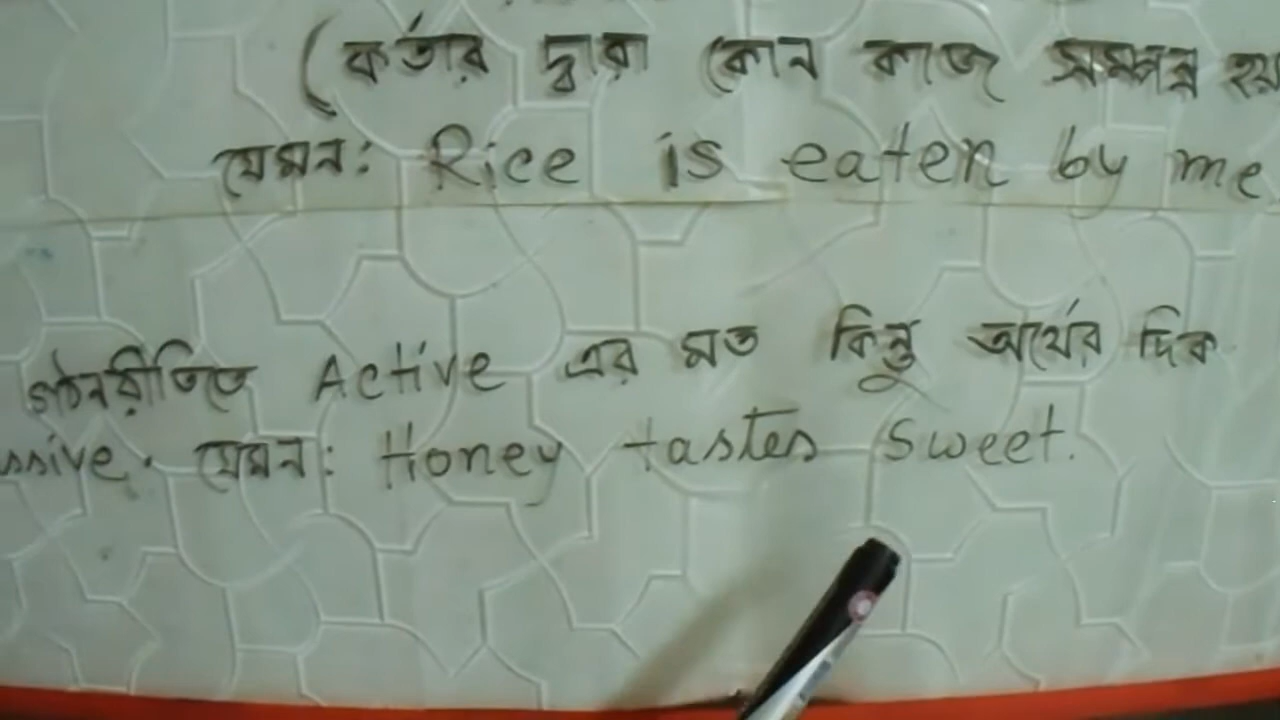 (কর্তার দ্বারা কোন কাজ সম্পন্ন হয়
যেমন: Rice is eaten by me
গঠনরীতিতে Active এর মত কিন্তু অর্থের দিক
ssive. যেমন: Honey tastes Sweet.